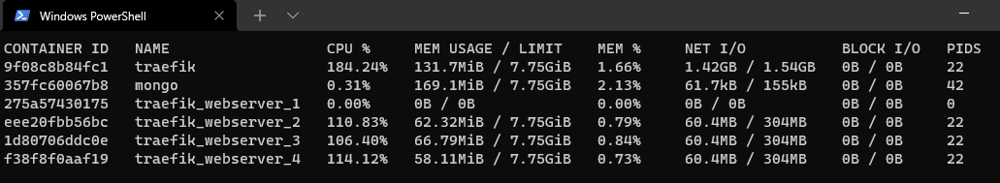 Windows PowerShell
CONTAINER ID NAME CPU % MEM USAGE / LIMIT MEM % NET I/O BLOCK I/O PIDS
9f08c8b84fc1 traefik 184.24% 131.7MiB / 7.75GiB 1.66% 1.42GB / 1.54GB 0B / 0B 22
357fc60067b8 mongo 0.31% 169.1MiB / 7.75GiB 2.13% 61.7kB / 155kB 0B / 0B 42
275a57430175 traefik_webserver_1 0.00% 0B / 0B 0.00% 0B / 0B 0B / 0B 0
eee20fbb56bc traefik_webserver_2 110.83% 62.32MiB / 7.75GiB 0.79% 60.4MB / 304MB 0B / 0B 22
1d80706ddc0e traefik_webserver_3 106.40% 66.79MiB / 7.75GiB 0.84% 60.4MB / 304MB 0B / 0B 22
f38f8f0aaf19 traefik_webserver_4 114.12% 58.11MiB / 7.75GiB 0.73% 60.4MB / 304MB 0B / 0B 22